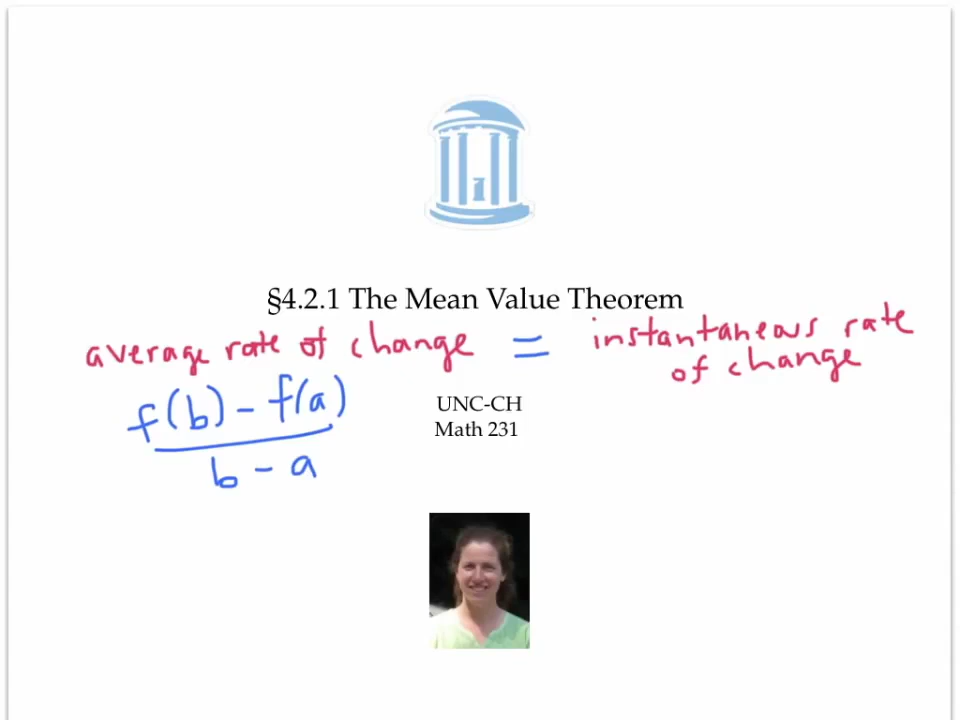 §4.2.1 The Mean Value Theorem
average rate of change = instantaneous rate
of change
f(b) - f(a)
b - a
UNC-CH
Math 231